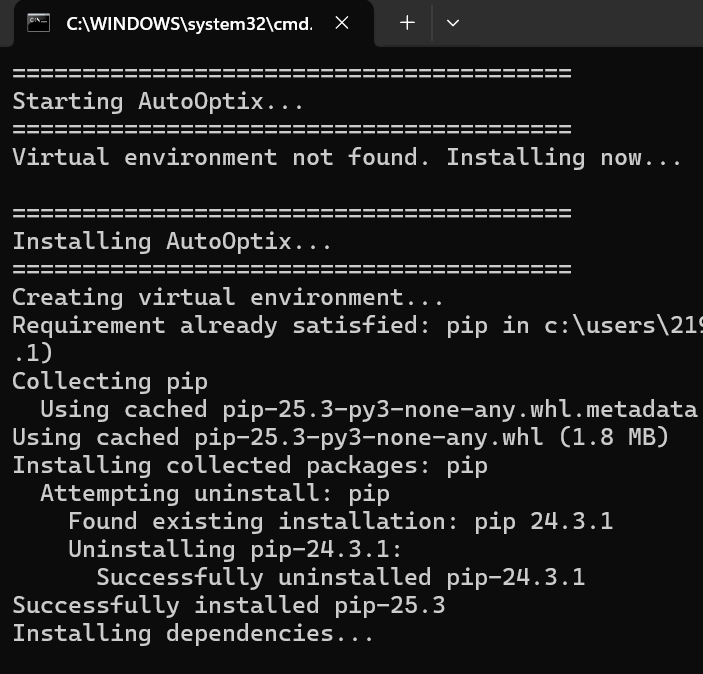 C:\WINDOWS\system32\cmd.
========================================
Starting AutoOptix...
========================================
Virtual environment not found. Installing now...
========================================
Installing AutoOptix...
========================================
Creating virtual environment...
Requirement already satisfied: pip in c:\users\219
.1)
Collecting pip
  Using cached pip-25.3-py3-none-any.whl.metadata
Using cached pip-25.3-py3-none-any.whl (1.8 MB)
Installing collected packages: pip
  Attempting uninstall: pip
    Found existing installation: pip 24.3.1
    Uninstalling pip-24.3.1:
      Successfully uninstalled pip-24.3.1
Successfully installed pip-25.3
Installing dependencies...